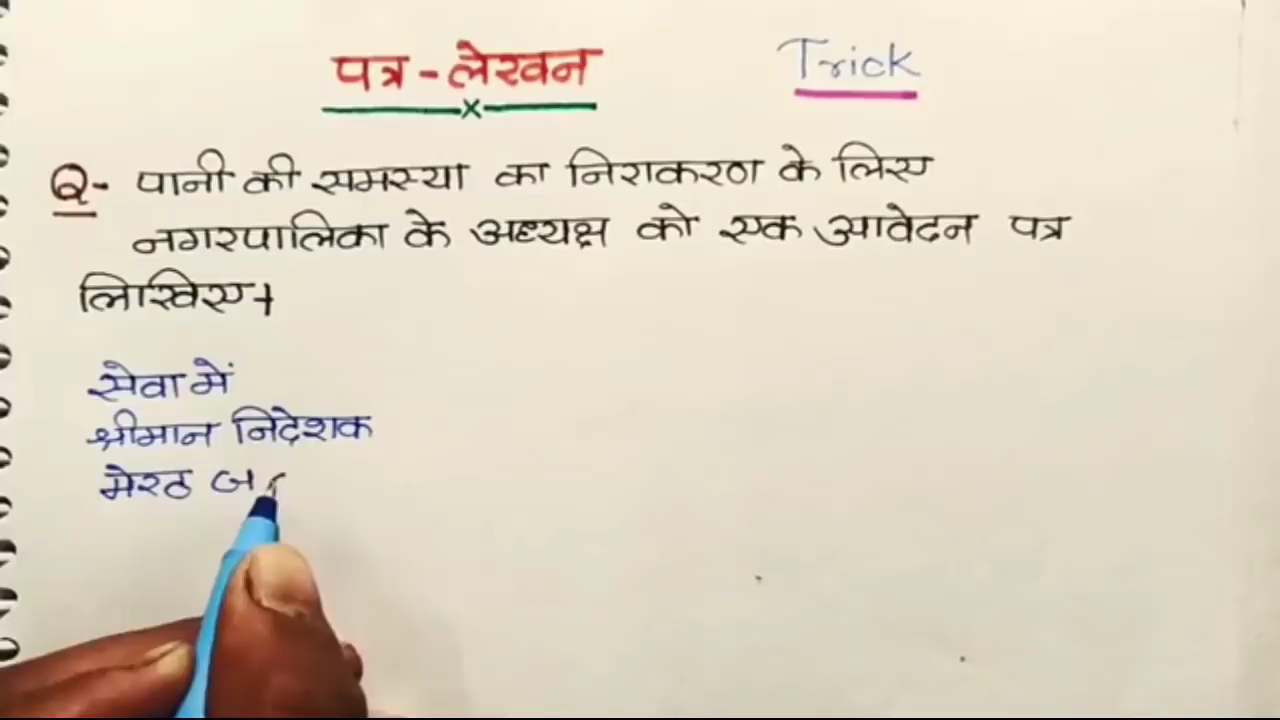 पत्र-लेखन
Trick
Q- पानी की समस्या का निराकरण के लिए
नगरपालिका के अध्यक्ष को एक आवेदन पत्र
लिखिए।
सेवा में
श्रीमान निदेशक
मेरठ